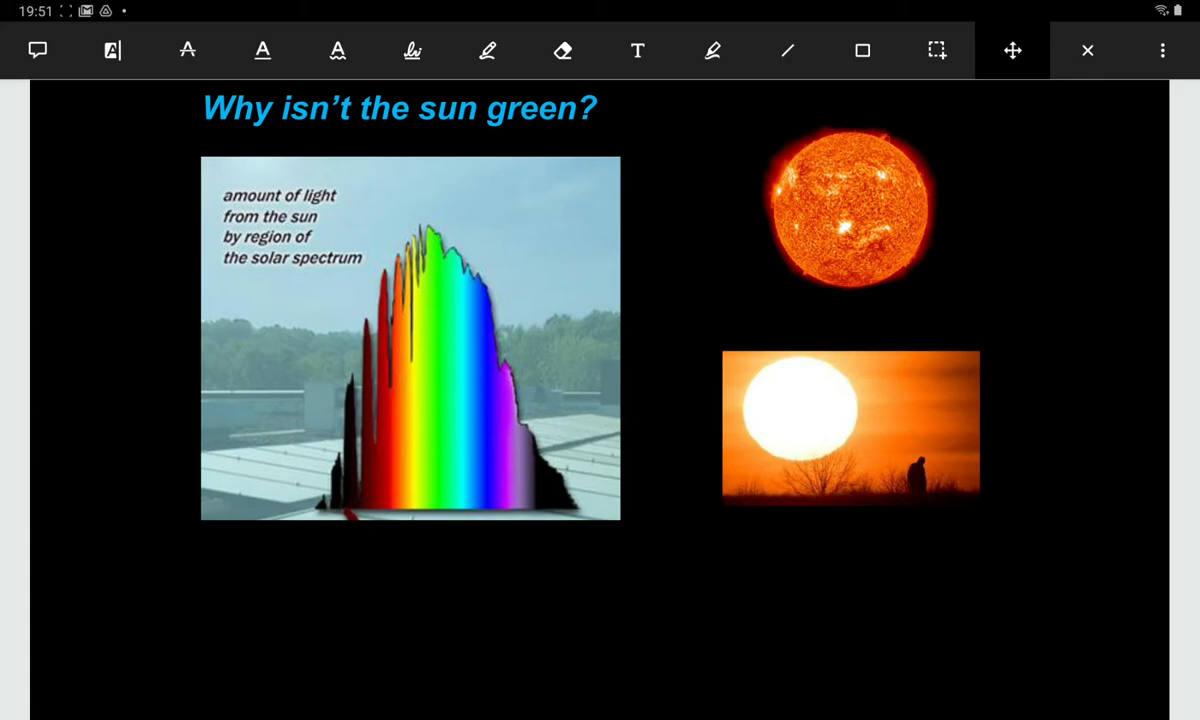 19:51
Why isn't the sun green?
amount of light
from the sun
by region of
the solar spectrum